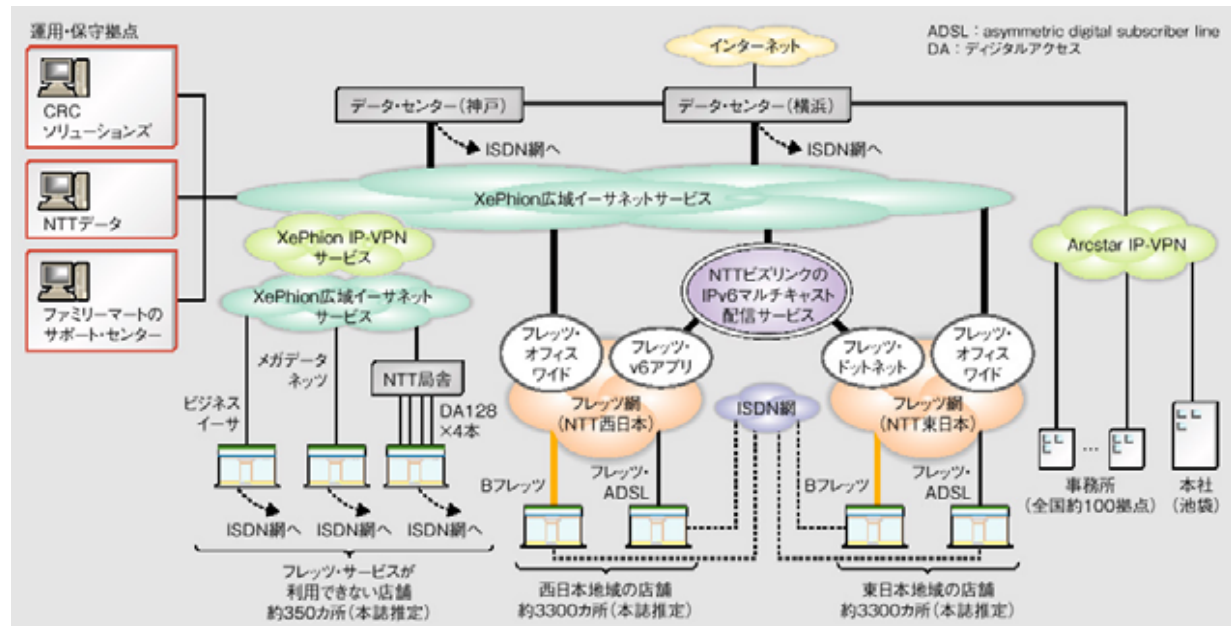 運用・保守拠点
CRC
ソリューションズ
NTTデータ
ファミリーマートの
サポート・センター
ADSL：asymmetric digital subscriber line
DA：ディジタルアクセス
インターネット
データ・センター（神戸）
データ・センター（横浜）
ISDN網へ
ISDN網へ
XePhion広域イーサネットサービス
XePhion IP-VPN
サービス
XePhion広域イーサネット
サービス
NTTビズリンクの
IPv6マルチキャスト
配信サービス
Arcstar IP-VPN
フレッツ・
オフィス
ワイド
フレッツ・
v6アプリ
フレッツ・
ドットネット
フレッツ・
オフィス
ワイド
フレッツ網
（NTT西日本）
ISDN網
フレッツ網
（NTT東日本）
ビジネス
イーサ
メガデータ
ネッツ
NTT局舎
DA128
×4本
Bフレッツ
フレッツ・
ADSL
Bフレッツ
フレッツ・
ADSL
ISDN網へ
ISDN網へ
ISDN網へ
フレッツ・サービスが
利用できない店舗
約350カ所（本誌推定）
西日本地域の店舗
約3300カ所（本誌推定）
東日本地域の店舗
約3300カ所（本誌推定）
…
事務所
（全国約100拠点）
本社
（池袋）